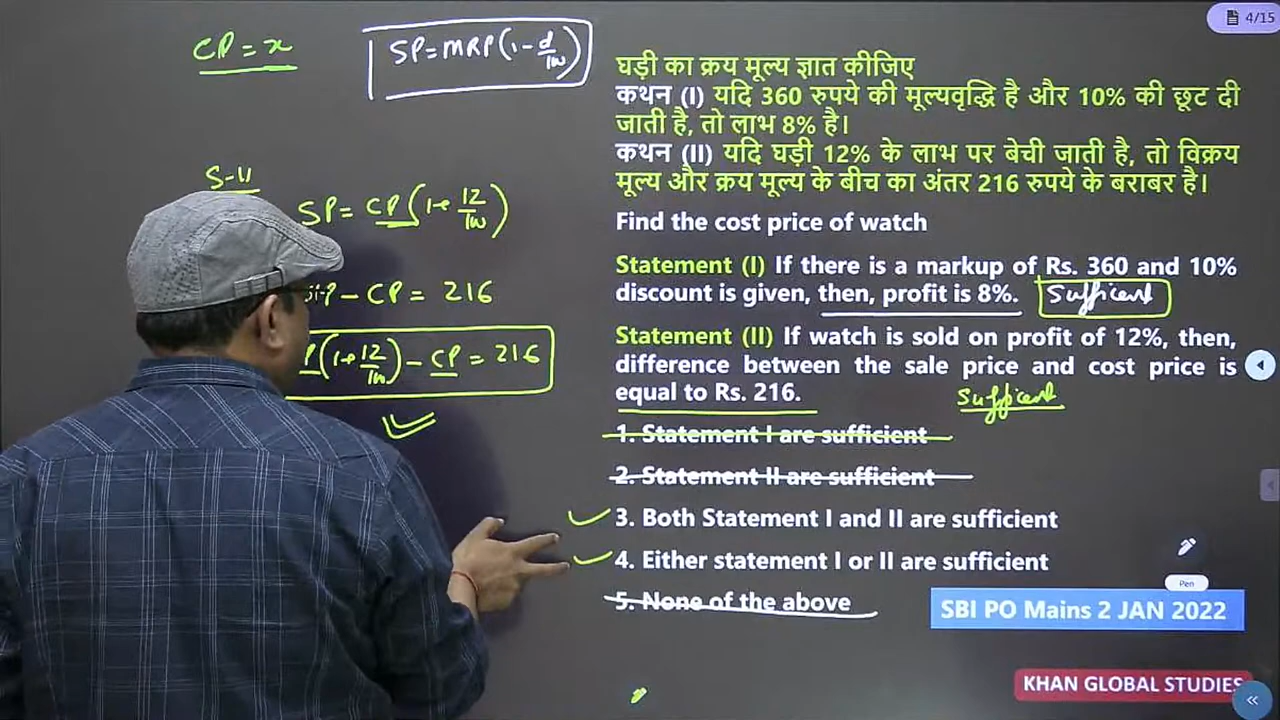 4/15
CP = x
SP = MRP(1 - d/100)
घड़ी का क्रय मूल्य ज्ञात कीजिए
कथन (I) यदि 360 रुपये की मूल्यवृद्धि है और 10% की छूट दी
जाती है, तो लाभ 8% है।
कथन (II) यदि घड़ी 12% के लाभ पर बेची जाती है, तो विक्रय
मूल्य और क्रय मूल्य के बीच का अंतर 216 रुपये के बराबर है।
S-II
SP = CP(1+ 12/100)
- CP = 216
(1+ 12/100) - CP = 216
Find the cost price of watch
Statement (I) If there is a markup of Rs. 360 and 10%
discount is given, then, profit is 8%. Sufficent
Statement (II) If watch is sold on profit of 12%, then,
difference between the sale price and cost price is
equal to Rs. 216. Sufficent
1. Statement I are sufficient
2. Statement II are sufficient
3. Both Statement I and II are sufficient
4. Either statement I or II are sufficient
5. None of the above
Pen
SBI PO Mains 2 JAN 2022
KHAN GLOBAL STUDIES